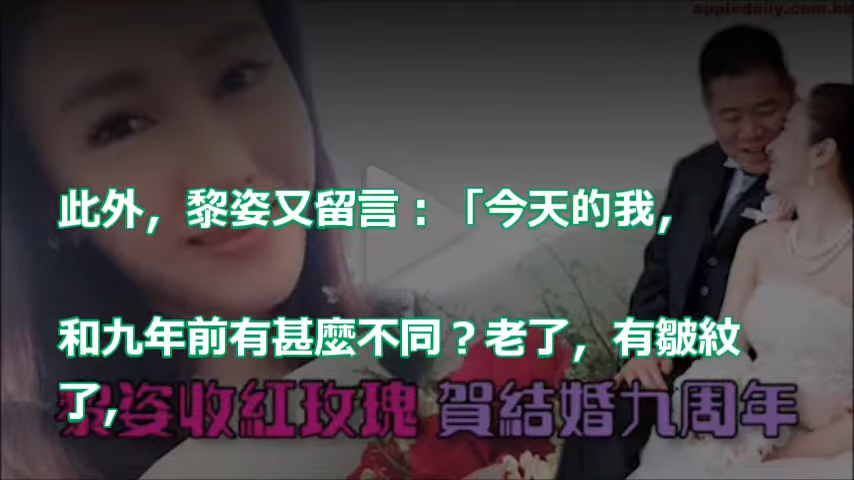 appledaily.com.hk
此外，黎姿又留言：「今天的我，
和九年前有甚麼不同？老了，有皺紋
了，
黎姿收紅玫瑰 賀結婚九周年